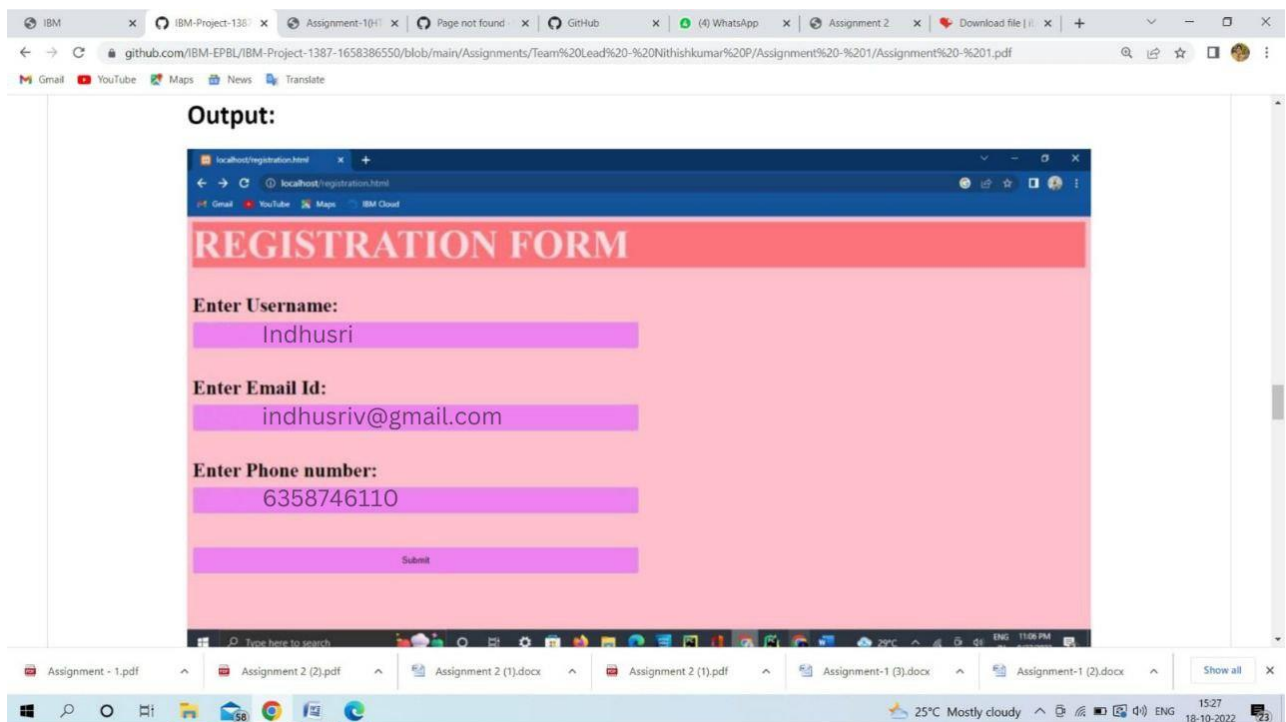 IBM
IBM-Project-138
Assignment-1(HT
Page not found
GitHub
(4) WhatsApp
Assignment 2
Download file |
github.com/IBM-EPBL/IBM-Project-1387-1658386550/blob/main/Assignments/Team%20Lead%20-%20Nithishkumar%20P/Assignment%20-%201/Assignment%20-%201.pdf
Gmail YouTube Maps News Translate
Output:
localhost/registration.html
localhost/registration.html
Gmail YouTube Maps IBM Cloud
REGISTRATION FORM
Enter Username:
Indhusri
Enter Email Id:
indhusriv@gmail.com
Enter Phone number:
6358746110
Submit
Type here to search
29°C
ENG 11:06 PM
Assignment - 1.pdf
Assignment 2 (2).pdf
Assignment 2 (1).docx
Assignment 2 (1).pdf
Assignment-1 (3).docx
Assignment-1 (2).docx
Show all
58
25°C Mostly cloudy
ENG
15:27
18-10-2022
23